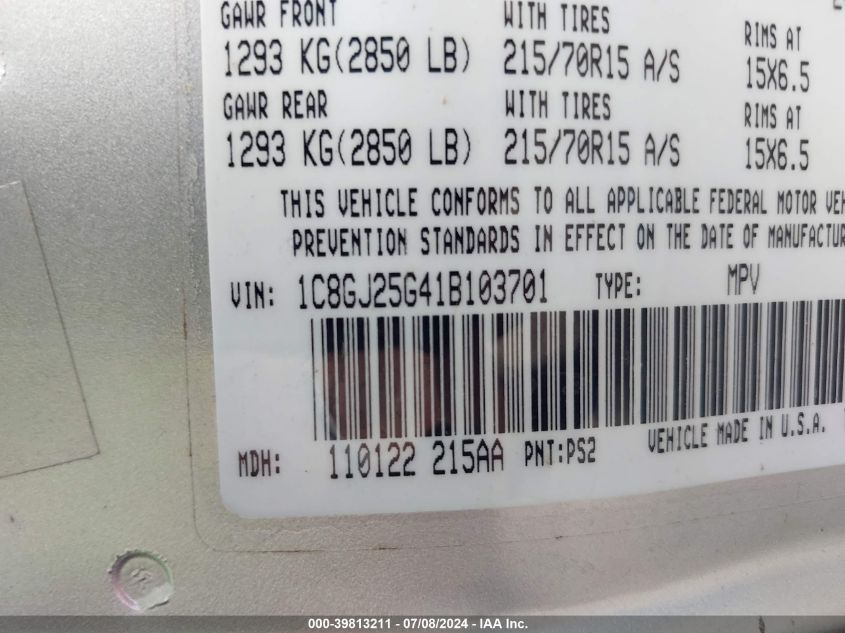 GAWR FRONT WITH TIRES RIMS AT
1293 KG(2850 LB) 215/70R15 A/S 15X6.5
GAWR REAR WITH TIRES RIMS AT
1293 KG(2850 LB) 215/70R15 A/S 15X6.5
THIS VEHICLE CONFORMS TO ALL APPLICABLE FEDERAL MOTOR VEH
PREVENTION STANDARDS IN EFFECT ON THE DATE OF MANUFACTUR
VIN: 1C8GJ25G41B103701 TYPE: MPV
MDH: 110122 215AA PNT:PS2 VEHICLE MADE IN U.S.A.
000-39813211 - 07/08/2024 - IAA Inc.